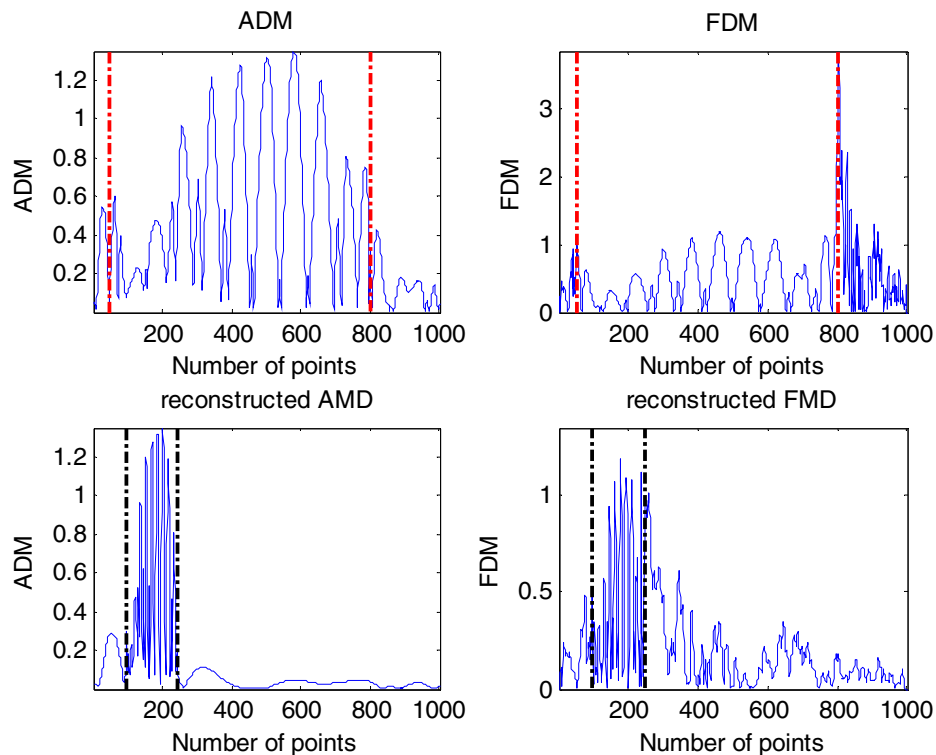 ADM
FDM
1.2
1
0.8
0.6
0.4
0.2
ADM
200 400 600 800 1000
Number of points
3
2
1
0
FDM
200 400 600 800 1000
Number of points
reconstructed AMD
reconstructed FMD
1.2
1
0.8
0.6
0.4
0.2
ADM
200 400 600 800 1000
Number of points
1
0.5
0
FDM
200 400 600 800 1000
Number of points